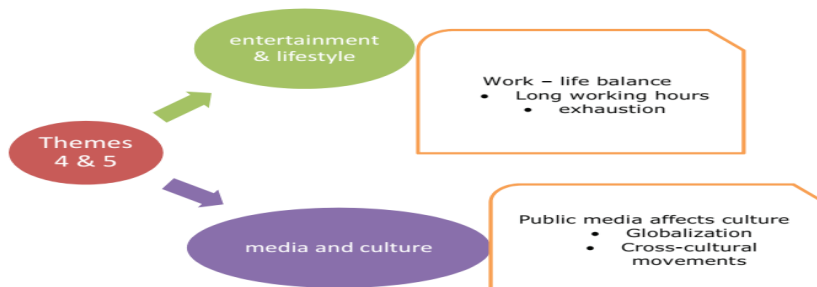 Themes
4 & 5
entertainment
& lifestyle
Work – life balance
• Long working hours
• exhaustion
media and culture
Public media affects culture
• Globalization
• Cross-cultural
movements